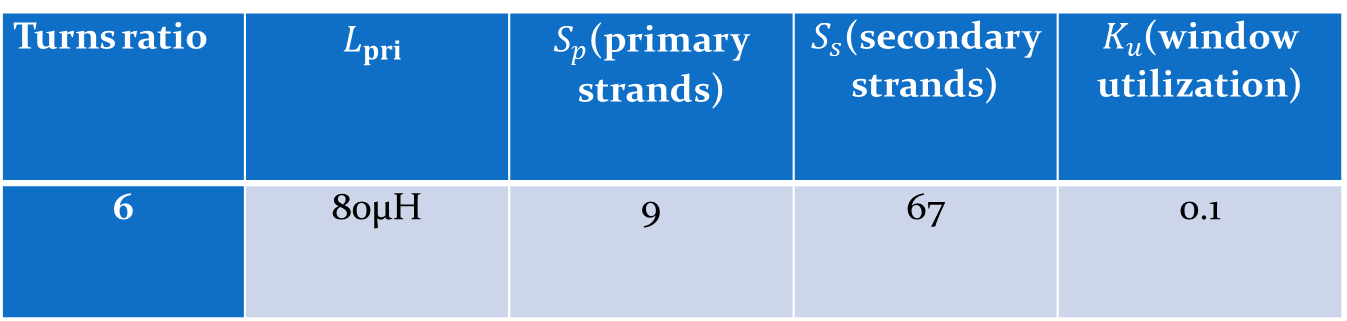 Turns ratio
L_pri
S_p(primary
strands)
S_s(secondary
strands)
K_u(window
utilization)
6
80μH
9
67
0.1